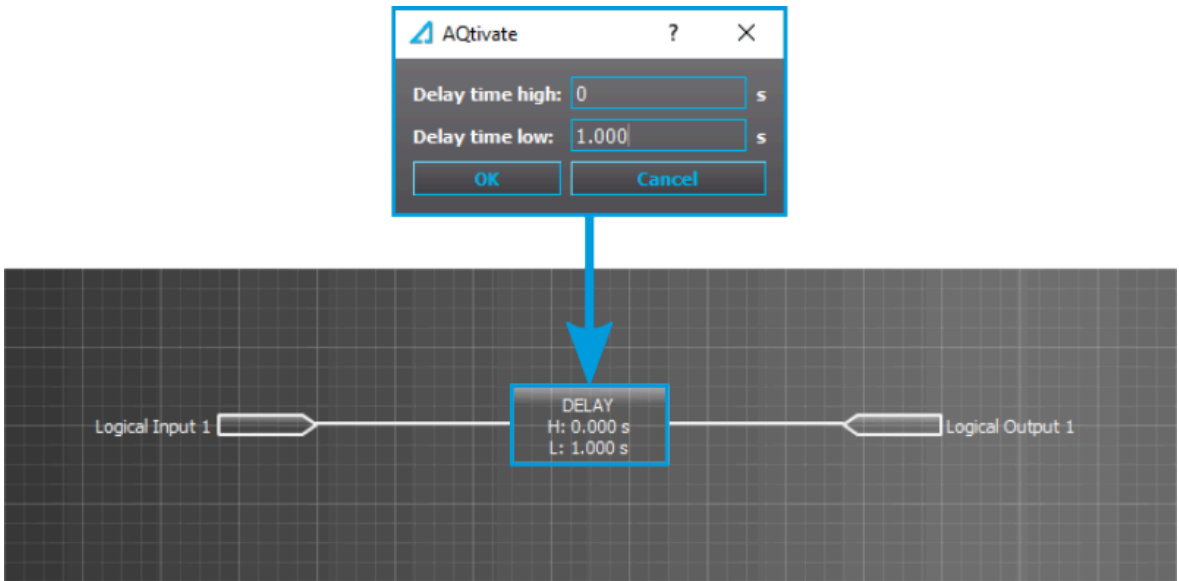 AQtivate ?
Delay time high: 0 s
Delay time low: 1.000 s
OK Cancel
DELAY
H: 0.000 s
L: 1.000 s
Logical Input 1
Logical Output 1